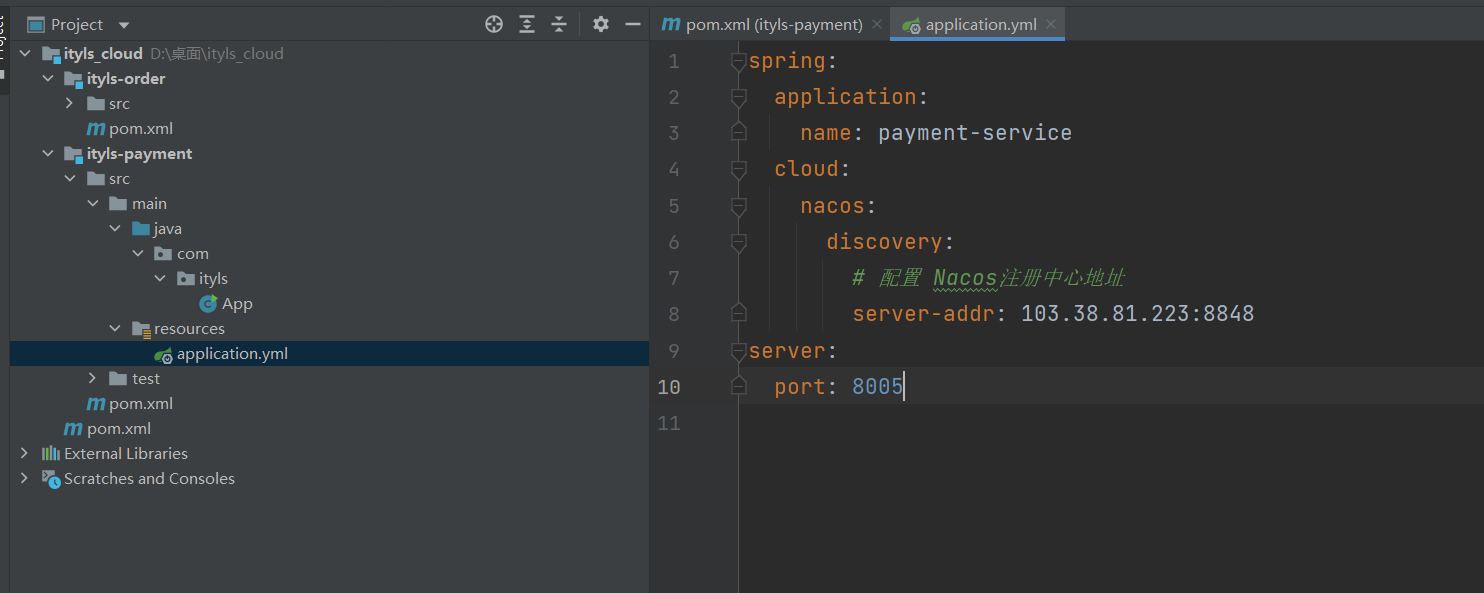 Project
ityls_cloud D:\桌面\ityls_cloud
ityls-order
src
m pom.xml
ityls-payment
src
main
java
com
ityls
C App
resources
application.yml
test
m pom.xml
m pom.xml
External Libraries
Scratches and Consoles
m pom.xml (ityls-payment)
application.yml
1 spring:
2 application:
3 name: payment-service
4 cloud:
5 nacos:
6 discovery:
7 # 配置 Nacos注册中心地址
8 server-addr: 103.38.81.223:8848
9 server:
10 port: 8005
11